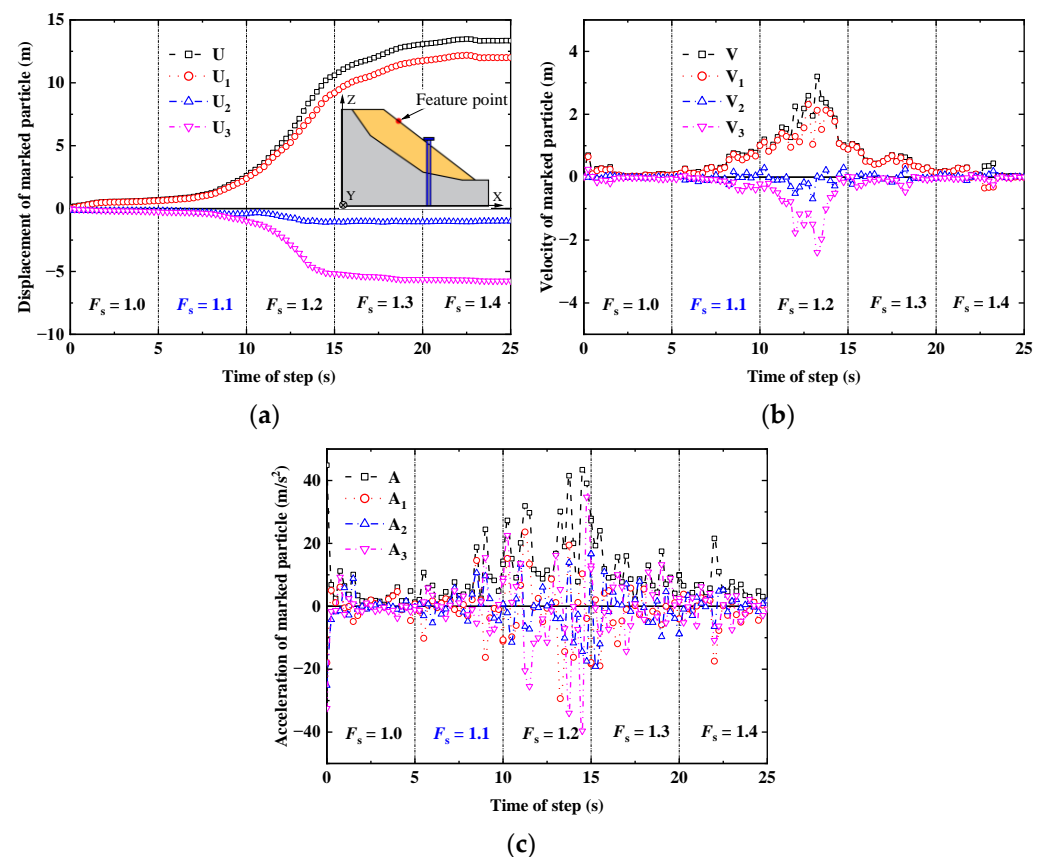 Displacement of marked particle (m)
15
10
5
0
−5
−10
U
U1
U2
U3
Feature point
Z
Y
X
Fs = 1.0
Fs = 1.1
Fs = 1.2
Fs = 1.3
Fs = 1.4
0 5 10 15 20 25
Time of step (s)
(a)
Velocity of marked particle (m)
4
2
0
−2
−4
V
V1
V2
V3
Fs = 1.0
Fs = 1.1
Fs = 1.2
Fs = 1.3
Fs = 1.4
0 5 10 15 20 25
Time of step (s)
(b)
Acceleration of marked particle (m/s²)
40
20
0
−20
−40
A
A1
A2
A3
Fs = 1.0
Fs = 1.1
Fs = 1.2
Fs = 1.3
Fs = 1.4
0 5 10 15 20 25
Time of step (s)
(c)